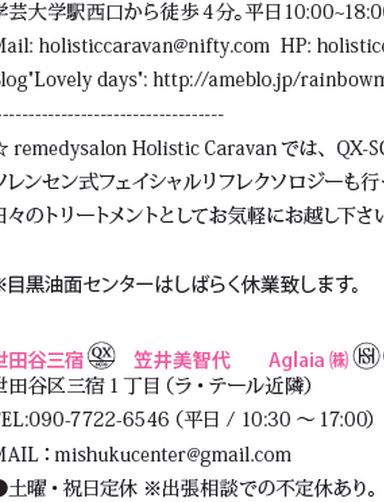 学芸大学駅西口から徒歩4分。平日10:00~18:00
Mail: holisticcaravan@nifty.com HP: holistic
Blog"Lovely days": http://ameblo.jp/rainbowm
-----------------------------------
☆ remedysalon Holistic Caravan では、QX-SC
ソレンセン式フェイシャルリフレクソロジーも行っ
日々のトリートメントとしてお気軽にお越し下さい
※目黒油面センターはしばらく休業致します。
世田谷三宿 QX 笠井美智代 Aglaia ㈱
世田谷区三宿1丁目（ラ・テール近隣）
TEL:090-7722-6546（平日 / 10:30 ～ 17:00）
MAIL：mishukucenter@gmail.com
●土曜・祝日定休 ※出張相談での不定休あり。